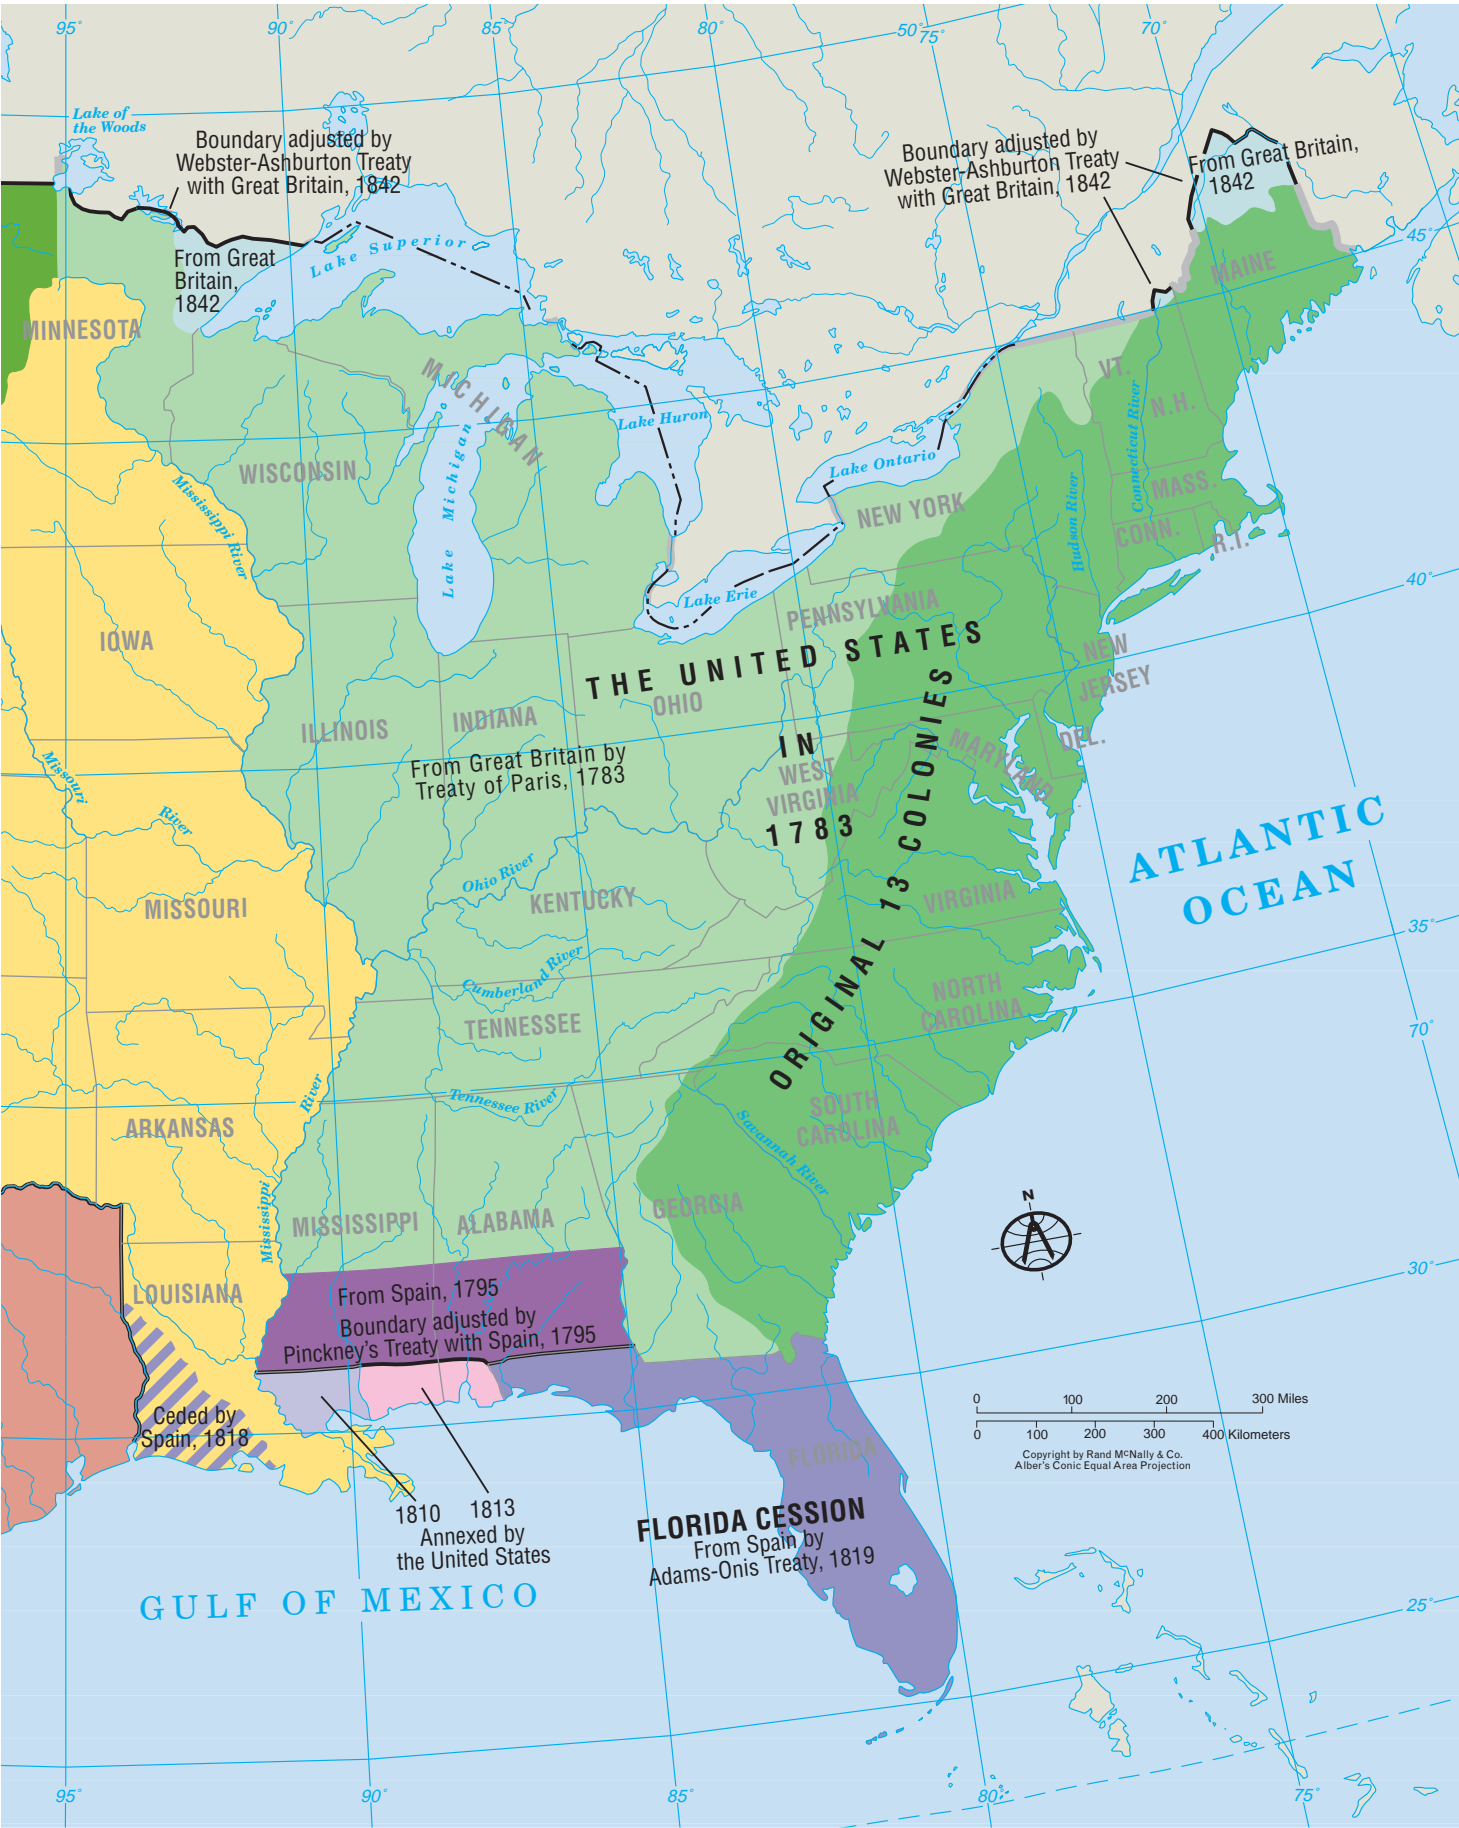 95°
90°
85°
80°
50°
75°
70°
Lake of
the Woods
Boundary adjusted by
Webster-Ashburton Treaty
with Great Britain, 1842
Boundary adjusted by
Webster-Ashburton Treaty
with Great Britain, 1842
From Great Britain,
1842
45°
From Great
Britain,
1842
Lake Superior
MAINE
MINNESOTA
MICHIGAN
VT.
N.H.
Connecticut River
Lake Huron
Lake Michigan
Lake Ontario
WISCONSIN
Mississippi River
NEW YORK
Hudson River
MASS.
CONN.
R.I.
40°
Lake Erie
PENNSYLVANIA
IOWA
THE UNITED STATES
NEW
JERSEY
OHIO
ILLINOIS
INDIANA
IN
DEL.
MARYLAND
From Great Britain by
Treaty of Paris, 1783
WEST
VIRGINIA
1783
Missouri
River
ORIGINAL 13 COLONIES
ATLANTIC
OCEAN
Ohio River
KENTUCKY
VIRGINIA
MISSOURI
35°
Cumberland River
NORTH
CAROLINA
TENNESSEE
70°
River
Tennessee River
ARKANSAS
SOUTH
CAROLINA
Savannah River
Mississippi
MISSISSIPPI
ALABAMA
GEORGIA
N
30°
LOUISIANA
From Spain, 1795
Boundary adjusted by
Pinckney's Treaty with Spain, 1795
Ceded by
Spain, 1818
0 100 200 300 Miles
0 100 200 300 400 Kilometers
Copyright by Rand McNally & Co.
Alber's Conic Equal Area Projection
FLORIDA
1810 1813
Annexed by
the United States
FLORIDA CESSION
From Spain by
Adams-Onis Treaty, 1819
GULF OF MEXICO
25°
95°
90°
85°
80°
75°